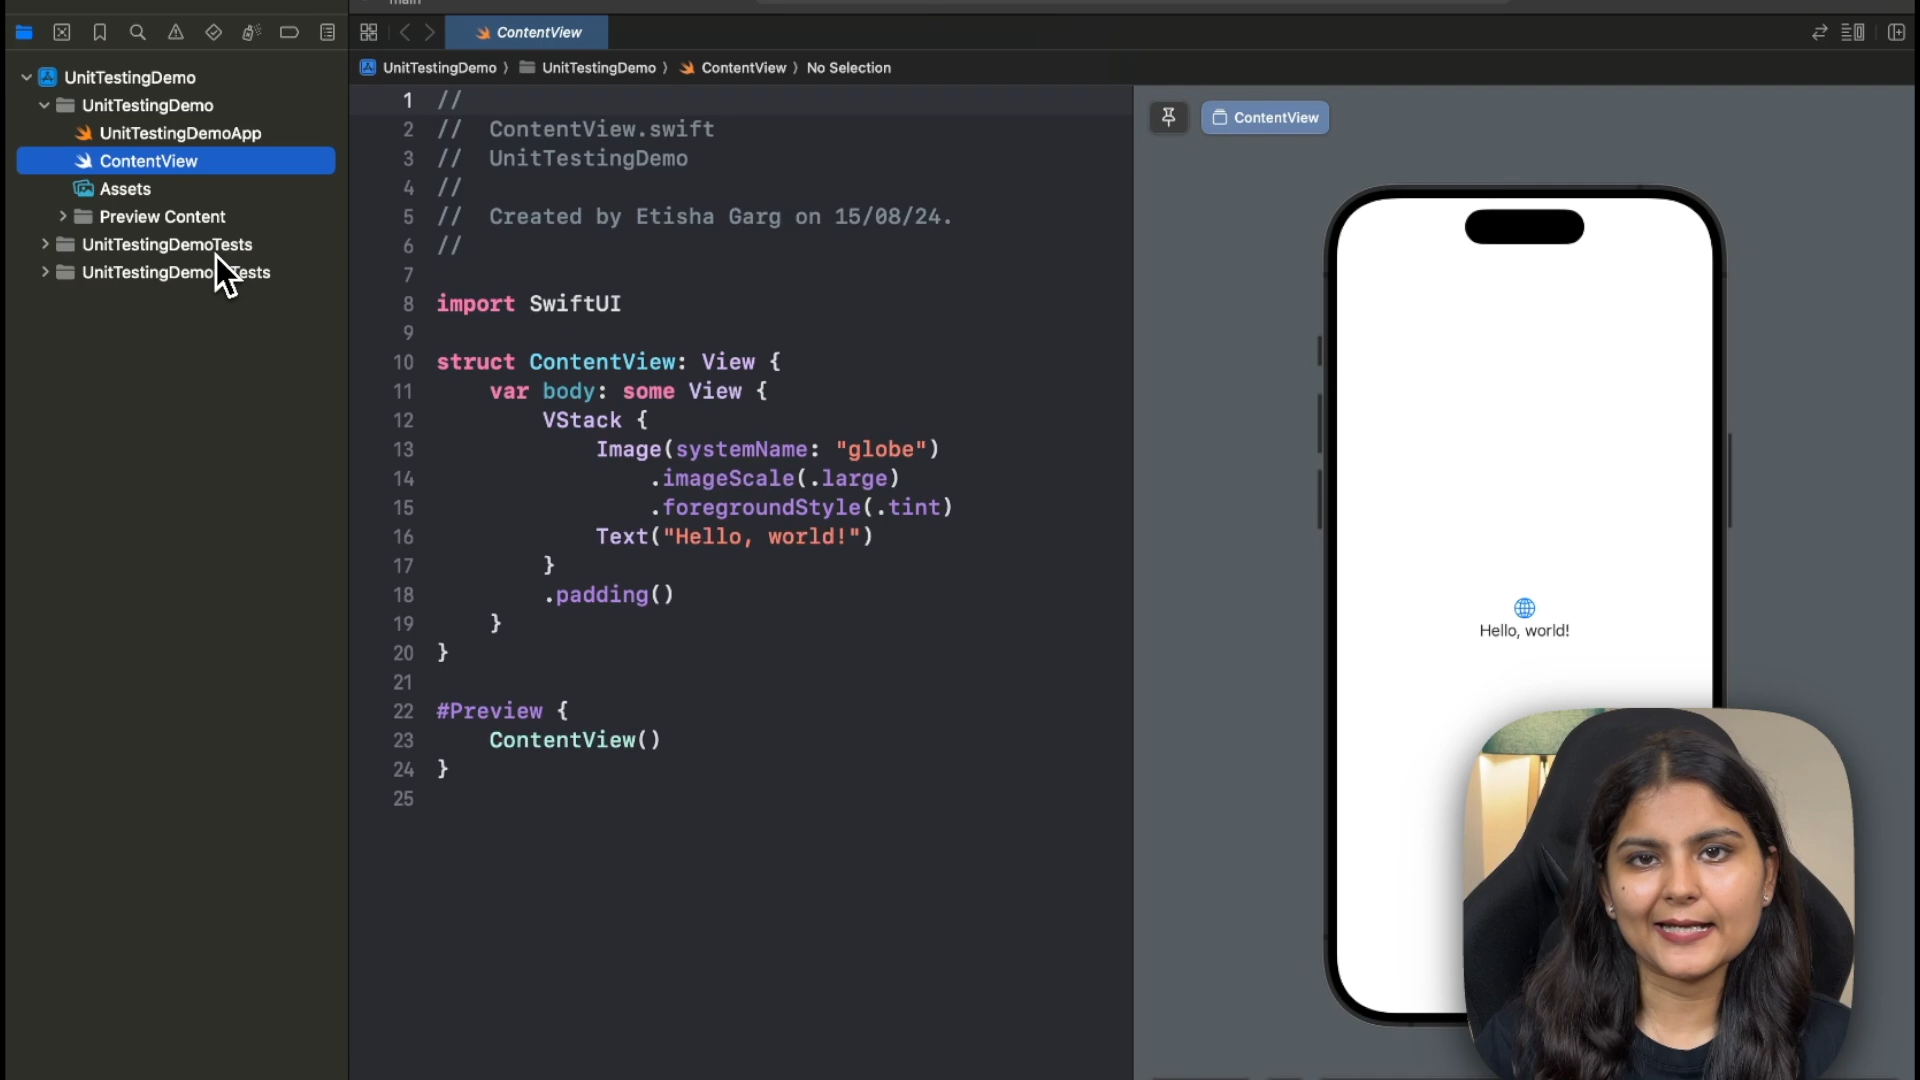 main
ContentView
UnitTestingDemo
UnitTestingDemo
UnitTestingDemoApp
ContentView
Assets
Preview Content
UnitTestingDemoTests
UnitTestingDemo Tests
UnitTestingDemo ⟩ UnitTestingDemo ⟩ ContentView ⟩ No Selection
1 //
2 // ContentView.swift
3 // UnitTestingDemo
4 //
5 // Created by Etisha Garg on 15/08/24.
6 //
7
8 import SwiftUI
9
10 struct ContentView: View {
11 var body: some View {
12 VStack {
13 Image(systemName: "globe")
14 .imageScale(.large)
15 .foregroundStyle(.tint)
16 Text("Hello, world!")
17 }
18 .padding()
19 }
20 }
21
22 #Preview {
23 ContentView()
24 }
25
ContentView
Hello, world!